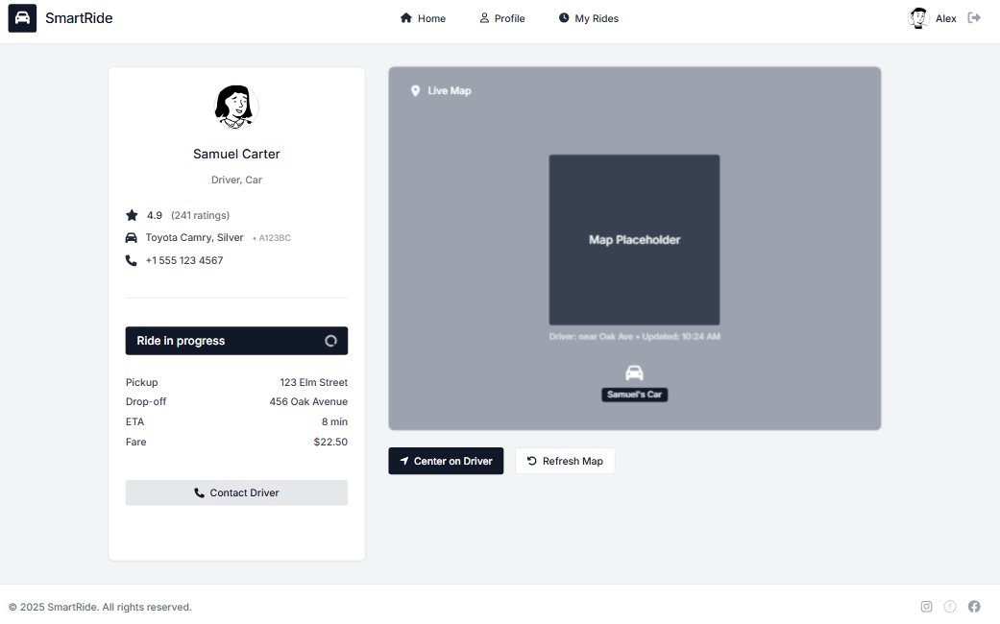 SmartRide
Home
Profile
My Rides
Alex
Samuel Carter
Driver, Car
4.9 (241 ratings)
Toyota Camry, Silver • A123BC
+1 555 123 4567
Ride in progress
Pickup 123 Elm Street
Drop-off 456 Oak Avenue
ETA 8 min
Fare $22.50
Contact Driver
Live Map
Map Placeholder
Driver: near Oak Ave • Updated: 10:24 AM
Samuel's Car
Center on Driver
Refresh Map
© 2025 SmartRide. All rights reserved.